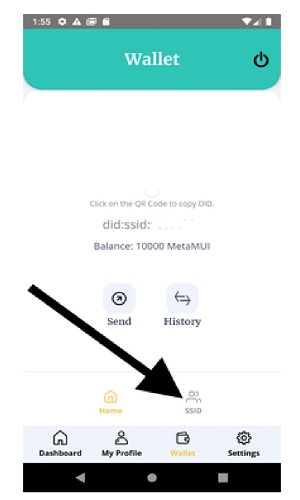 1:55
Wallet
Click on the QR Code to copy DID.
did:ssid:
Balance: 10000 MetaMUI
Send History
Home SSID
Dashboard My Profile Wallet Settings